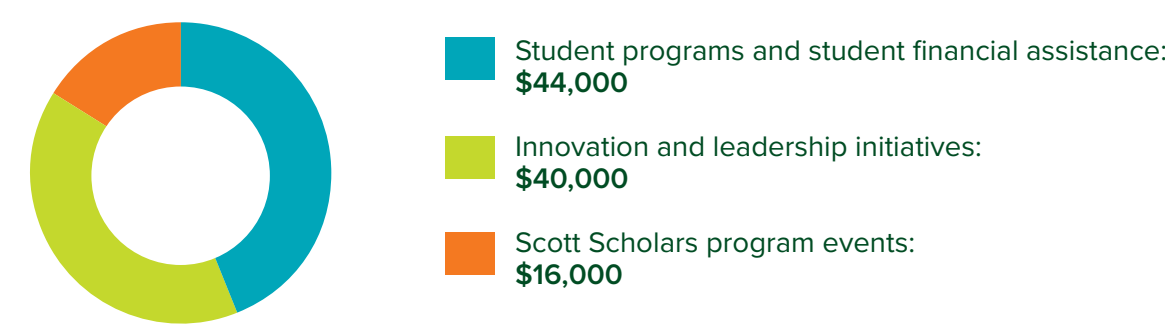 Student programs and student financial assistance:
$44,000
Innovation and leadership initiatives:
$40,000
Scott Scholars program events:
$16,000